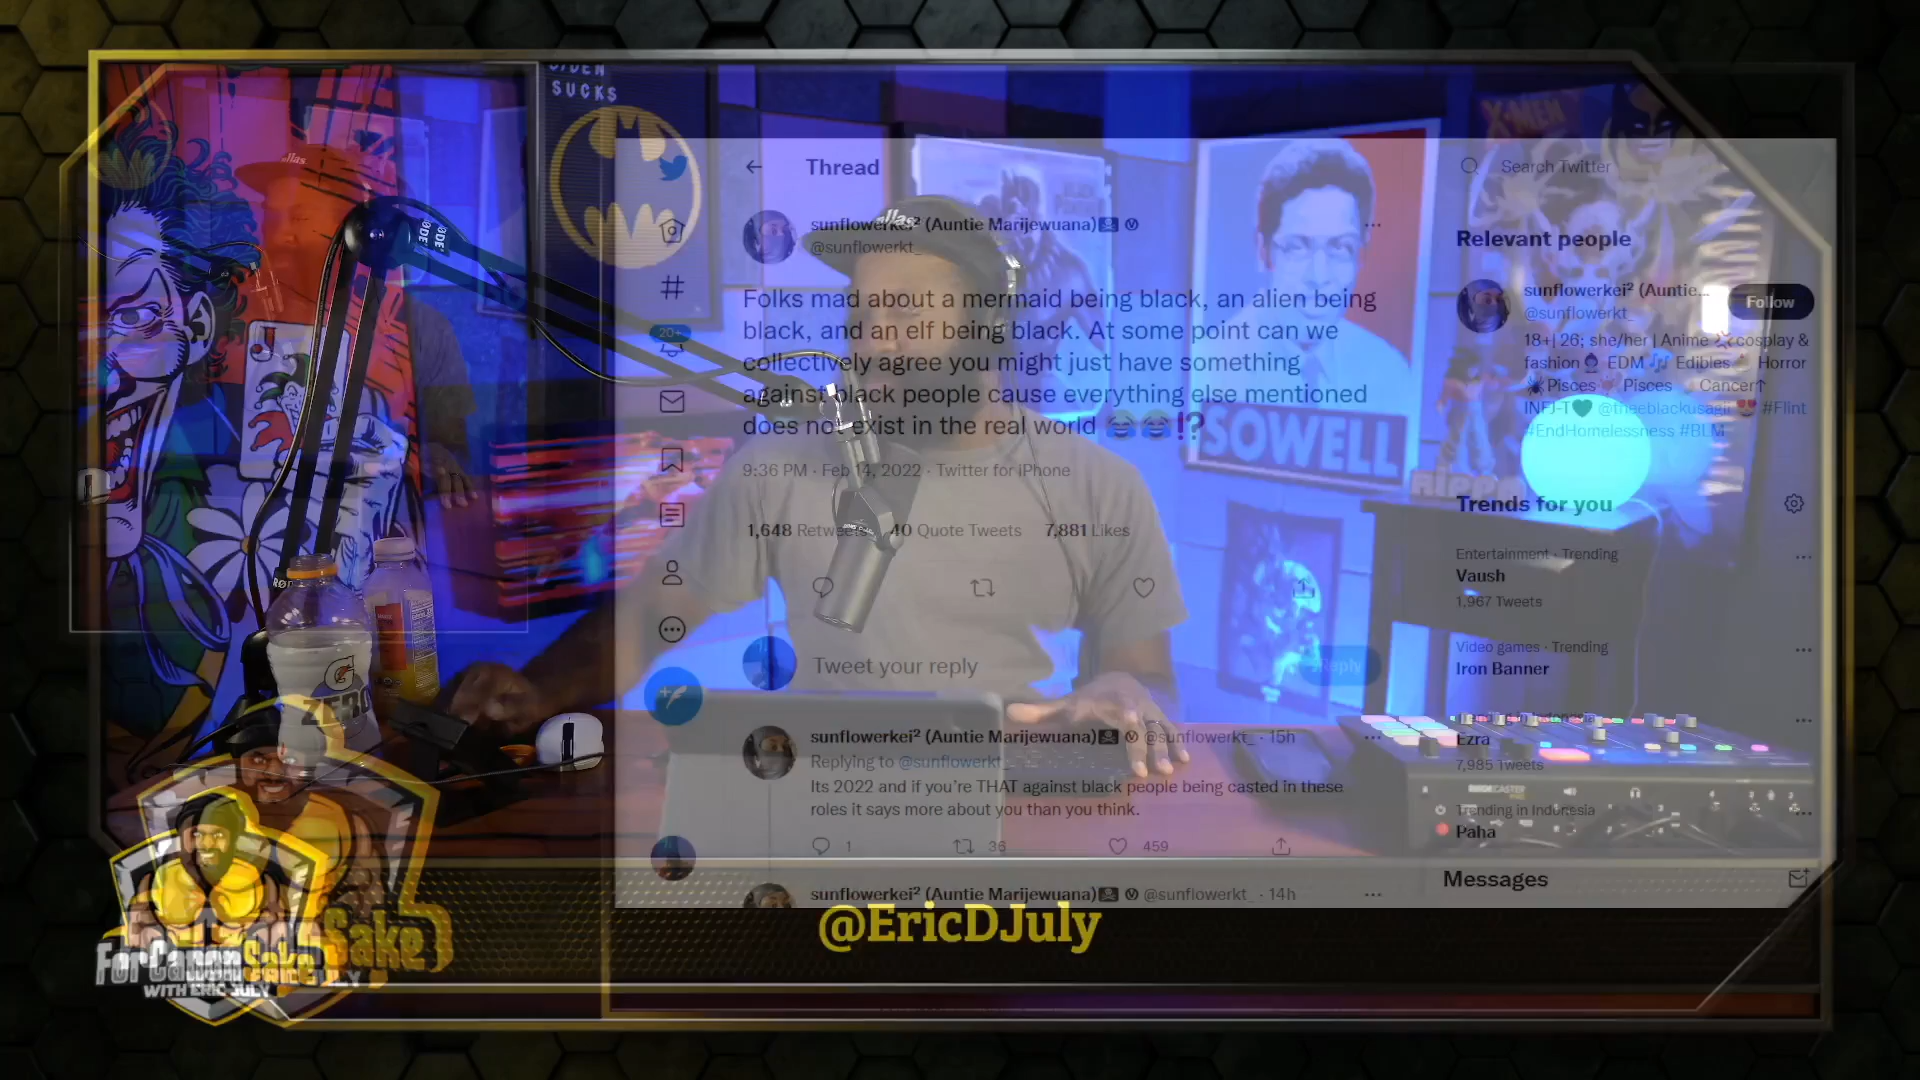 SUCKS
Thread
Search Twitter
sunflowerkei² (Auntie Marijewuana)
@sunflowerkt_
Folks mad about a mermaid being black, an alien being
black, and an elf being black. At some point can we
collectively agree you might just have something
against black people cause everything else mentioned
does not exist in the real world 😂😂⁉️
9:36 PM · Feb 14, 2022 · Twitter for iPhone
1,648 Retweets 40 Quote Tweets 7,881 Likes
20+
Tweet your reply
Reply
sunflowerkei² (Auntie Marijewuana) @sunflowerkt_ · 15h
Replying to @sunflowerkt_
Its 2022 and if you're THAT against black people being casted in these
roles it says more about you than you think.
1 36 459
sunflowerkei² (Auntie Marijewuana) @sunflowerkt_ · 14h
Relevant people
sunflowerkei² (Auntie...
@sunflowerkt_
Follow
18+| 26; she/her | Anime cosplay &
fashion EDM Edibles Horror
Pisces Pisces Cancer↑
INFJ-T @theeblackusagii #Flint
#EndHomelessness #BLM
Trends for you
Entertainment · Trending
Vaush
1,967 Tweets
Video games · Trending
Iron Banner
Ezra
7,985 Tweets
Trending in Indonesia
Paha
Messages
X-MEN
SOWELL
RØDE
ZERO
@EricDJuly
ForCanonSake
WITH ERIC JULY